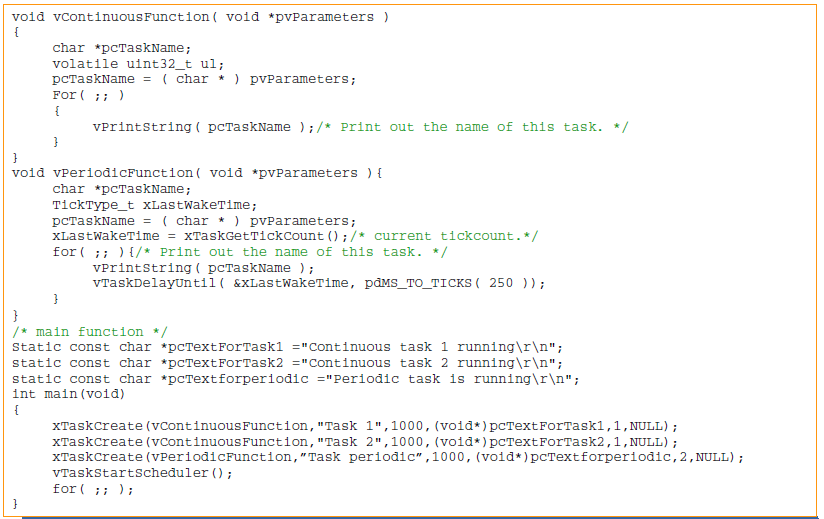 void vContinuousFunction( void *pvParameters )
{
char *pcTaskName;
volatile uint32_t ul;
pcTaskName = ( char * ) pvParameters;
For( ;; )
{
vPrintString( pcTaskName );/* Print out the name of this task. */
}
}
void vPeriodicFunction( void *pvParameters ){
char *pcTaskName;
TickType_t xLastWakeTime;
pcTaskName = ( char * ) pvParameters;
xLastWakeTime = xTaskGetTickCount();/* current tickcount.*/
for( ;; ){/* Print out the name of this task. */
vPrintString( pcTaskName );
vTaskDelayUntil( &xLastWakeTime, pdMS_TO_TICKS( 250 ));
}
}
/* main function */
Static const char *pcTextForTask1 ="Continuous task 1 running\r\n";
static const char *pcTextForTask2 ="Continuous task 2 running\r\n";
static const char *pcTextforperiodic ="Periodic task is running\r\n";
int main(void)
{
xTaskCreate(vContinuousFunction,"Task 1",1000,(void*)pcTextForTask1,1,NULL);
xTaskCreate(vContinuousFunction,"Task 2",1000,(void*)pcTextForTask2,1,NULL);
xTaskCreate(vPeriodicFunction,”Task periodic”,1000,(void*)pcTextforperiodic,2,NULL);
vTaskStartScheduler();
for( ;; );
}